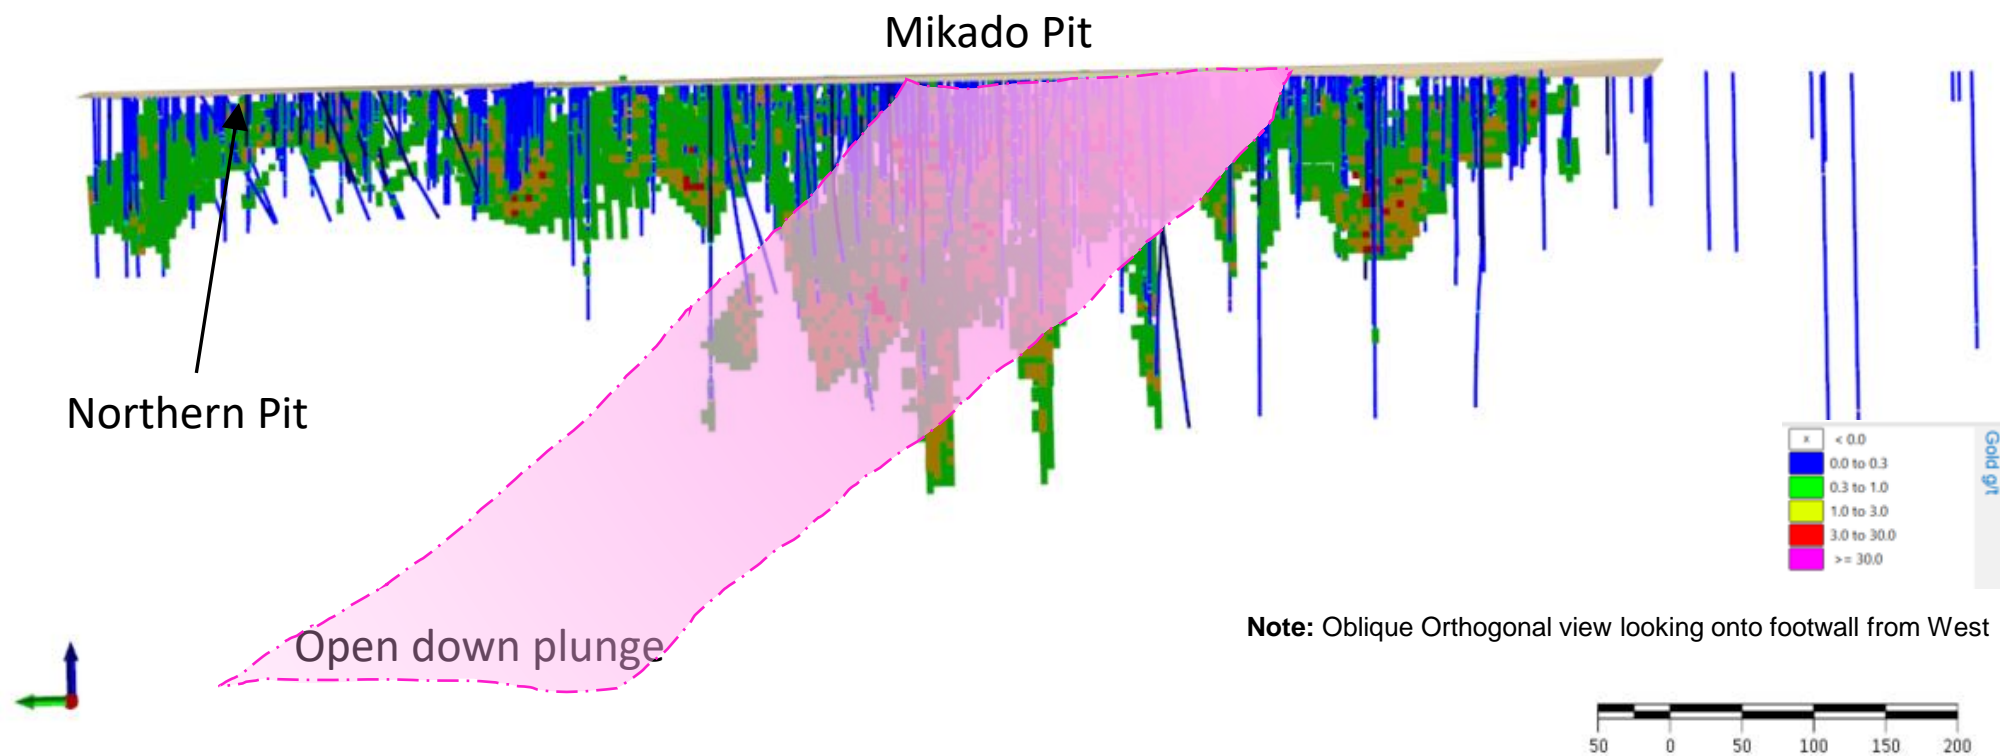 Mikado Pit
Northern Pit
Open down plunge
x < 0.0
0.0 to 0.3
0.3 to 1.0
1.0 to 3.0
3.0 to 30.0
>= 30.0
Gold g/t
Note: Oblique Orthogonal view looking onto footwall from West
50 0 50 100 150 200